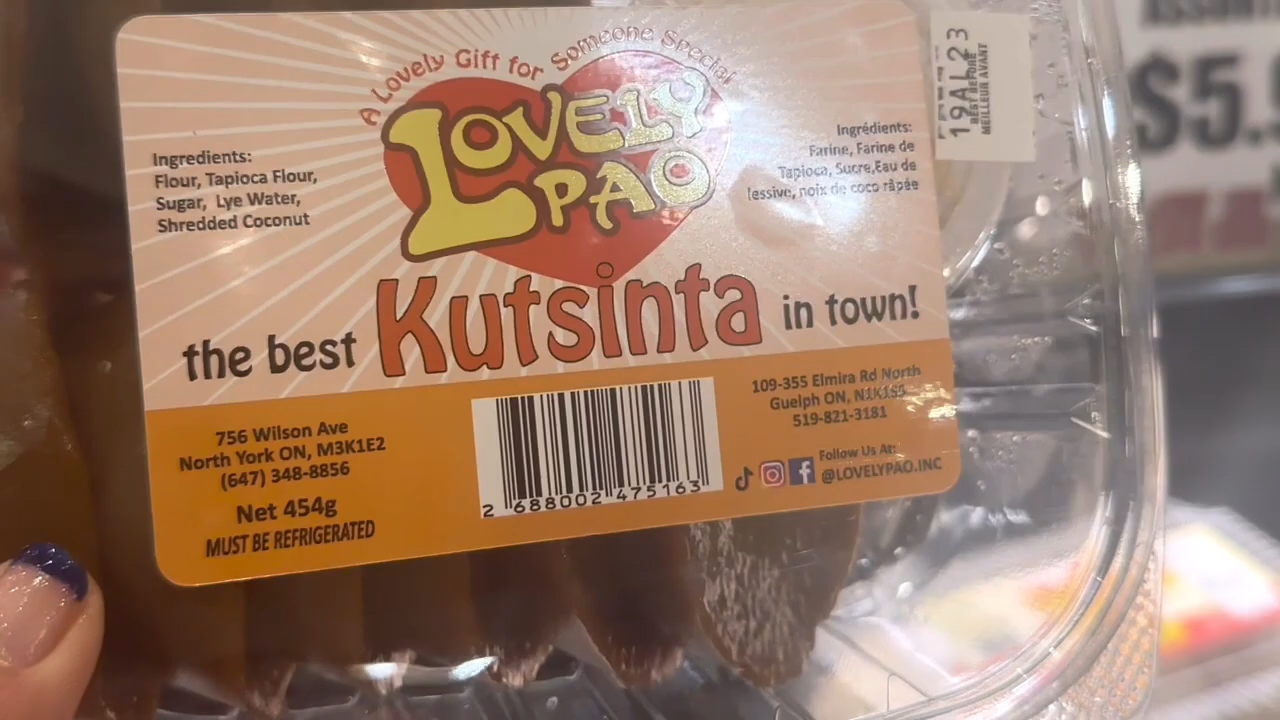 A Lovely Gift for Someone Special
LOVELY
PAO
Ingredients:
Flour, Tapioca Flour,
Sugar, Lye Water,
Shredded Coconut
Ingrédients:
Farine, Farine de
Tapioca, Sucre,Eau de
lessive, noix de coco râpée
the best Kutsinta in town!
756 Wilson Ave
North York ON, M3K1E2
(647) 348-8856
Net 454g
MUST BE REFRIGERATED
2 688002 475163
109-355 Elmira Rd North
Guelph ON, N1K1S5
519-821-3181
Follow Us At:
@LOVELYPAO.INC
19AL23
BEST BEFORE
MEILLEUR AVANT
$5.